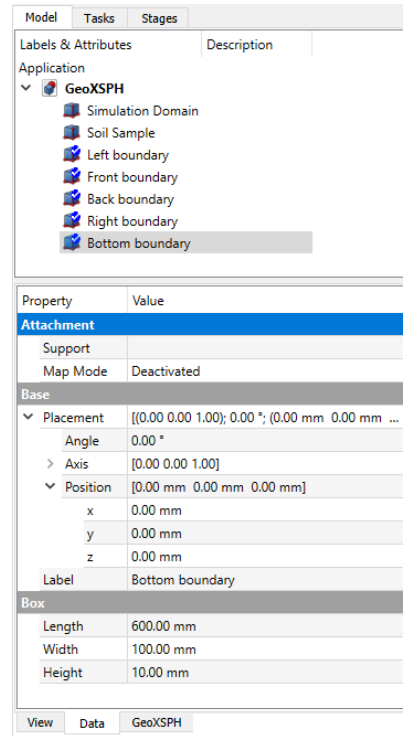 Model Tasks Stages
Labels & Attributes Description
Application
GeoXSPH
Simulation Domain
Soil Sample
Left boundary
Front boundary
Back boundary
Right boundary
Bottom boundary
Property Value
Attachment
Support
Map Mode Deactivated
Base
Placement [(0.00 0.00 1.00); 0.00 °; (0.00 mm 0.00 mm ...
Angle 0.00 °
Axis [0.00 0.00 1.00]
Position [0.00 mm 0.00 mm 0.00 mm]
x 0.00 mm
y 0.00 mm
z 0.00 mm
Label Bottom boundary
Box
Length 600.00 mm
Width 100.00 mm
Height 10.00 mm
View Data GeoXSPH